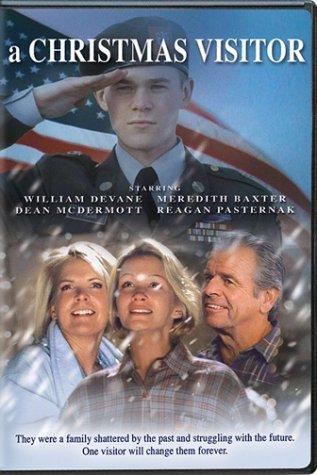 a CHRISTMAS VISITOR
STARRING
WILLIAM DEVANE MEREDITH BAXTER
DEAN MCDERMOTT REAGAN PASTERNAK
They were a family shattered by the past and struggling with the future.
One visitor will change them forever.